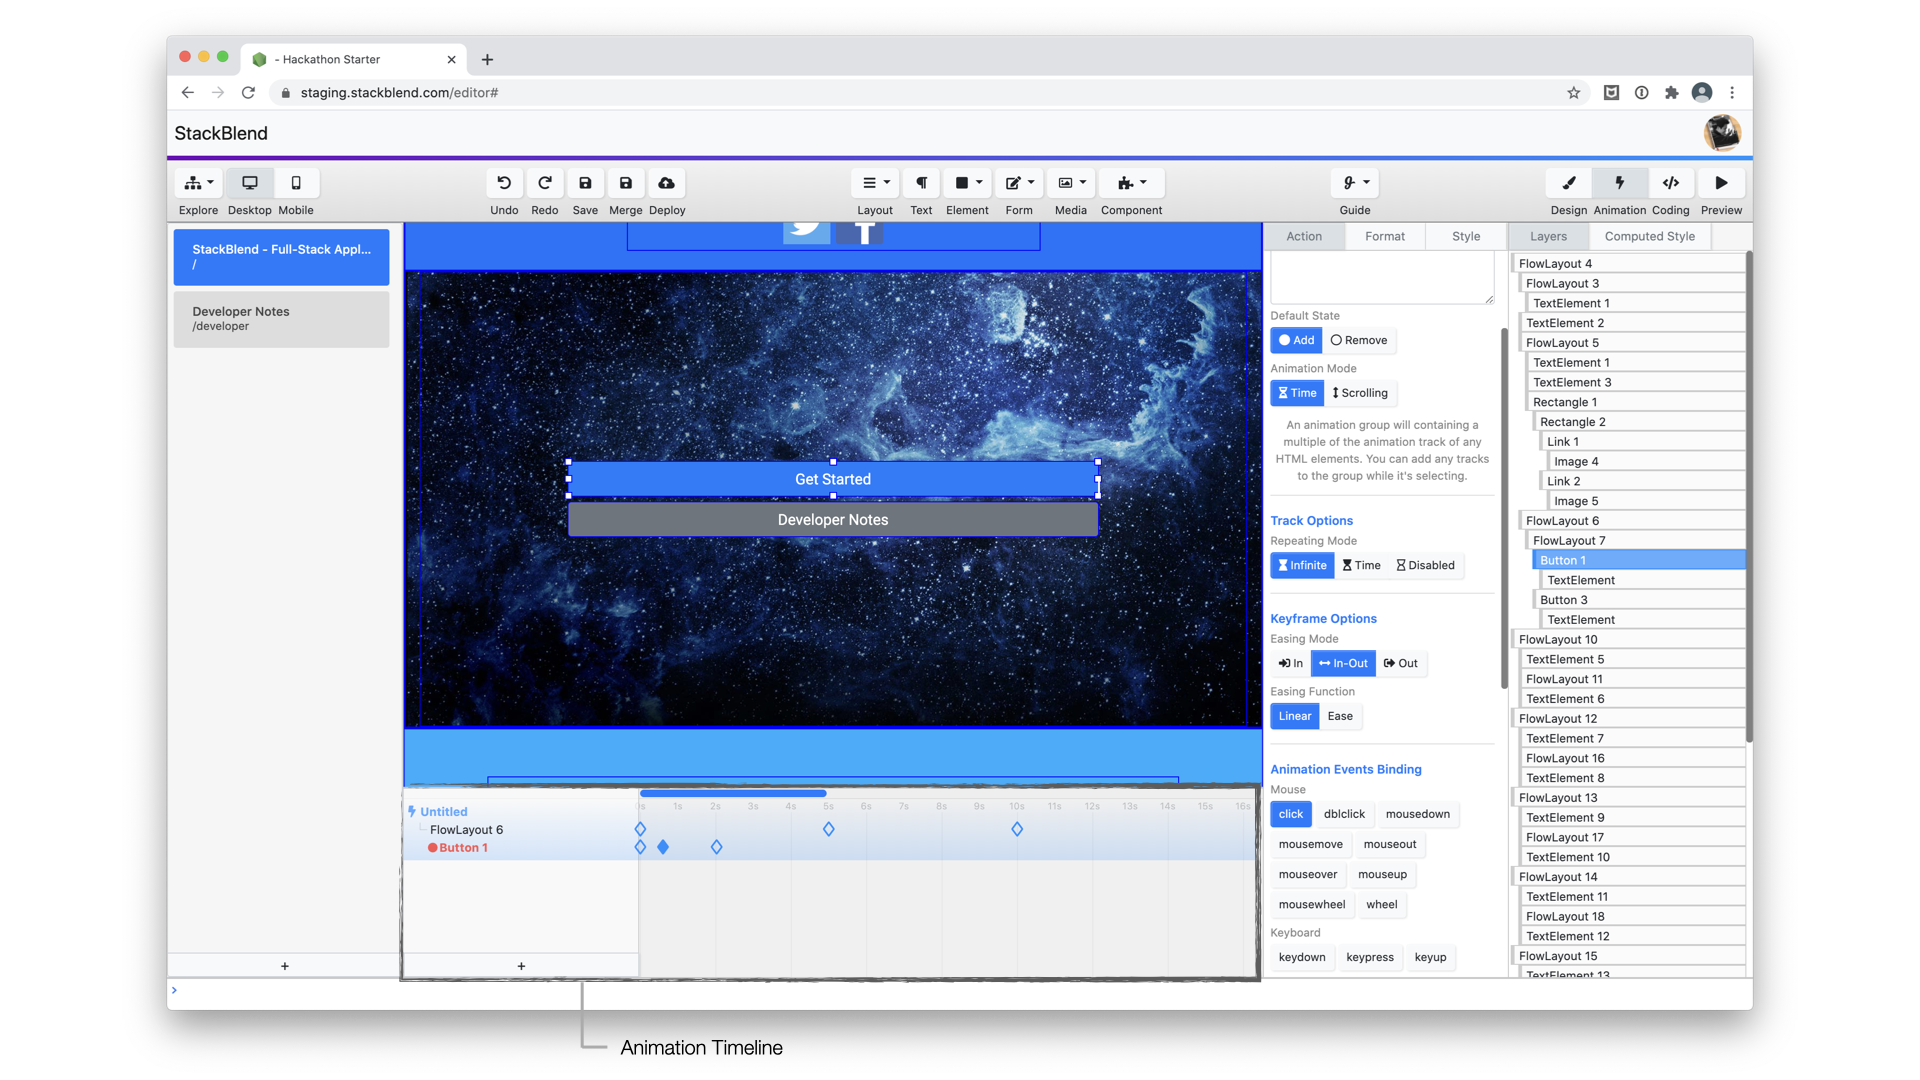 - Hackathon Starter
staging.stackblend.com/editor#
StackBlend
Explore Desktop Mobile Undo Redo Save Merge Deploy Layout Text Element Form Media Component Guide Design Animation Coding Preview
StackBlend - Full-Stack Appl...
/
Developer Notes
/developer
+
Get Started
Developer Notes
0s 1s 2s 3s 4s 5s 6s 7s 8s 9s 10s 11s 12s 13s 14s 15s 16s
Untitled
FlowLayout 6
Button 1
+
Action Format Style
Default State
Add Remove
Animation Mode
Time Scrolling
An animation group will containing a
multiple of the animation track of any
HTML elements. You can add any tracks
to the group while it's selecting.
Track Options
Repeating Mode
Infinite Time Disabled
Keyframe Options
Easing Mode
In In-Out Out
Easing Function
Linear Ease
Animation Events Binding
Mouse
click dblclick mousedown
mousemove mouseout
mouseover mouseup
mousewheel wheel
Keyboard
keydown keypress keyup
Layers Computed Style
FlowLayout 4
FlowLayout 3
TextElement 1
TextElement 2
FlowLayout 5
TextElement 1
TextElement 3
Rectangle 1
Rectangle 2
Link 1
Image 4
Link 2
Image 5
FlowLayout 6
FlowLayout 7
Button 1
TextElement
Button 3
TextElement
FlowLayout 10
TextElement 5
FlowLayout 11
TextElement 6
FlowLayout 12
TextElement 7
FlowLayout 16
TextElement 8
FlowLayout 13
TextElement 9
FlowLayout 17
TextElement 10
FlowLayout 14
TextElement 11
FlowLayout 18
TextElement 12
FlowLayout 15
TextElement 13
>
Animation Timeline